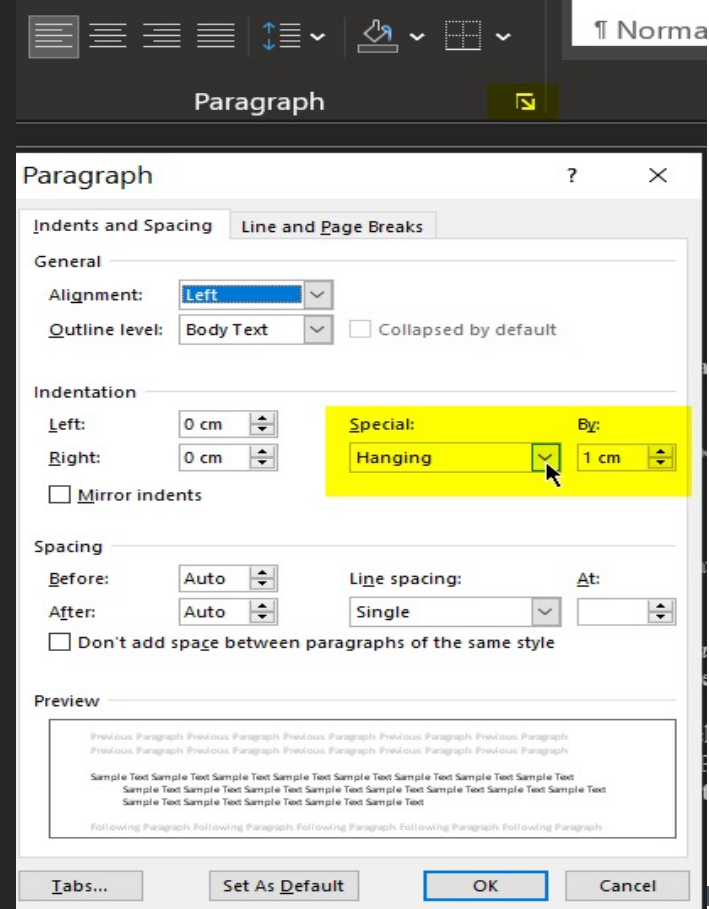 ¶ Norma
Paragraph
Paragraph
?
Indents and Spacing
Line and Page Breaks
General
Alignment: Left
Outline level: Body Text Collapsed by default
Indentation
Left: 0 cm Special: By:
Right: 0 cm Hanging 1 cm
Mirror indents
Spacing
Before: Auto Line spacing: At:
After: Auto Single
Don't add space between paragraphs of the same style
Preview
Previous Paragraph Previous Paragraph Previous Paragraph Previous Paragraph Previous Paragraph
Previous Paragraph Previous Paragraph Previous Paragraph Previous Paragraph Previous Paragraph
Sample Text Sample Text Sample Text Sample Text Sample Text Sample Text Sample Text Sample Text
Sample Text Sample Text Sample Text Sample Text Sample Text Sample Text Sample Text Sample Text
Sample Text Sample Text Sample Text Sample Text Sample Text
Following Paragraph Following Paragraph Following Paragraph Following Paragraph Following Paragraph
Tabs... Set As Default OK Cancel